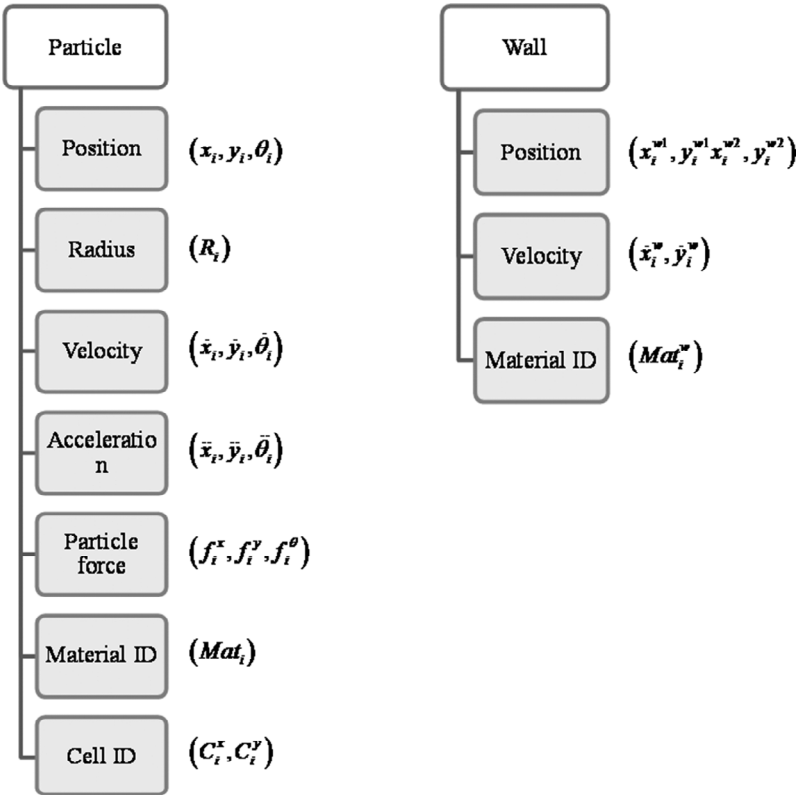 Particle
Position
(x_i, y_i, θ_i)
Radius
(R_i)
Velocity
(ẋ_i, ẏ_i, θ̇_i)
Acceleratio
n
(ẍ_i, ÿ_i, θ̈_i)
Particle
force
(f_i^x, f_i^y, f_i^θ)
Material ID
(Mat_i)
Cell ID
(C_i^x, C_i^y)
Wall
Position
(x_i^{w1}, y_i^{w1} x_i^{w2}, y_i^{w2})
Velocity
(ẋ_i^w, ẏ_i^w)
Material ID
(Mat_i^w)